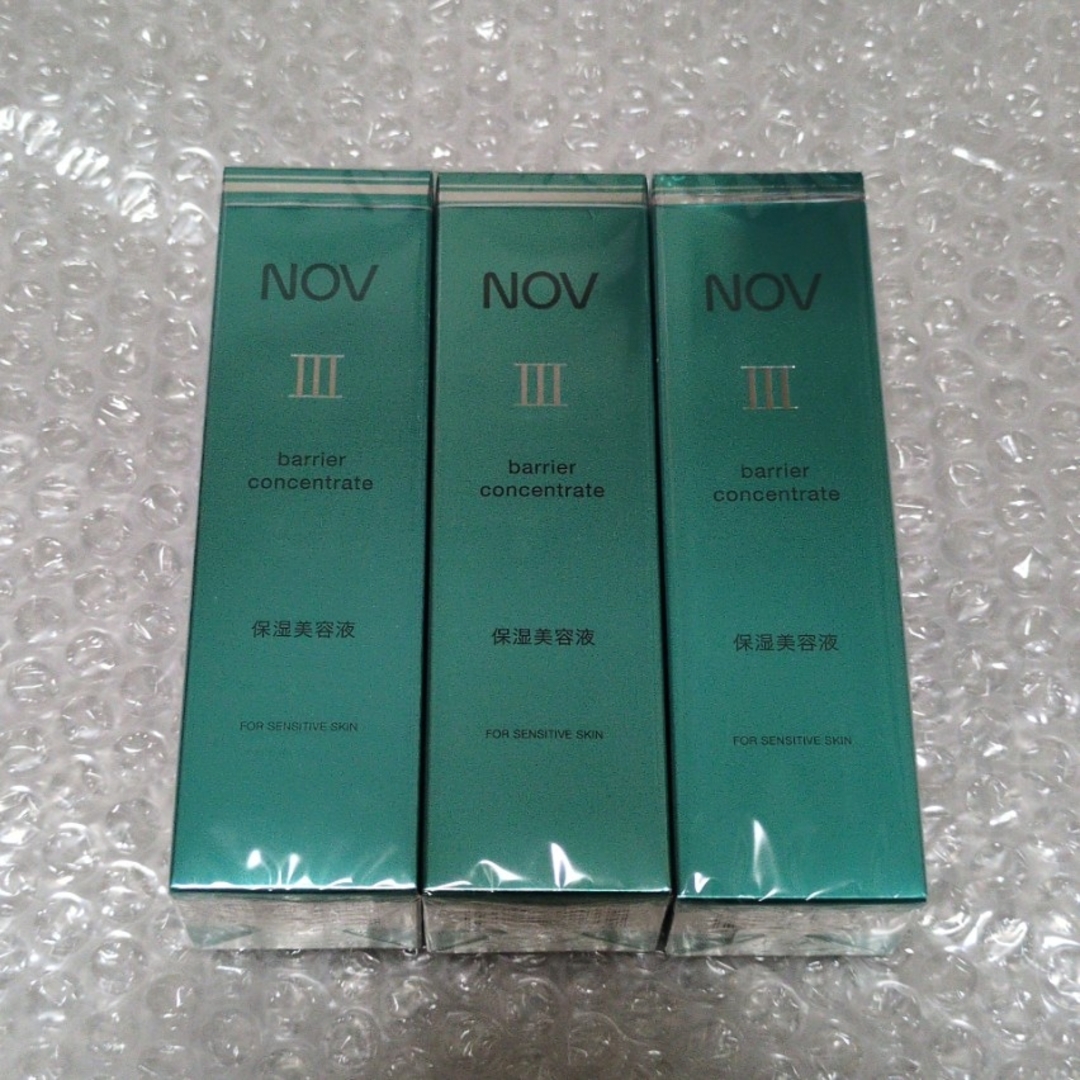 NOV
III
barrier
concentrate
保湿美容液
FOR SENSITIVE SKIN
NOV
III
barrier
concentrate
保湿美容液
FOR SENSITIVE SKIN
NOV
III
barrier
concentrate
保湿美容液
FOR SENSITIVE SKIN